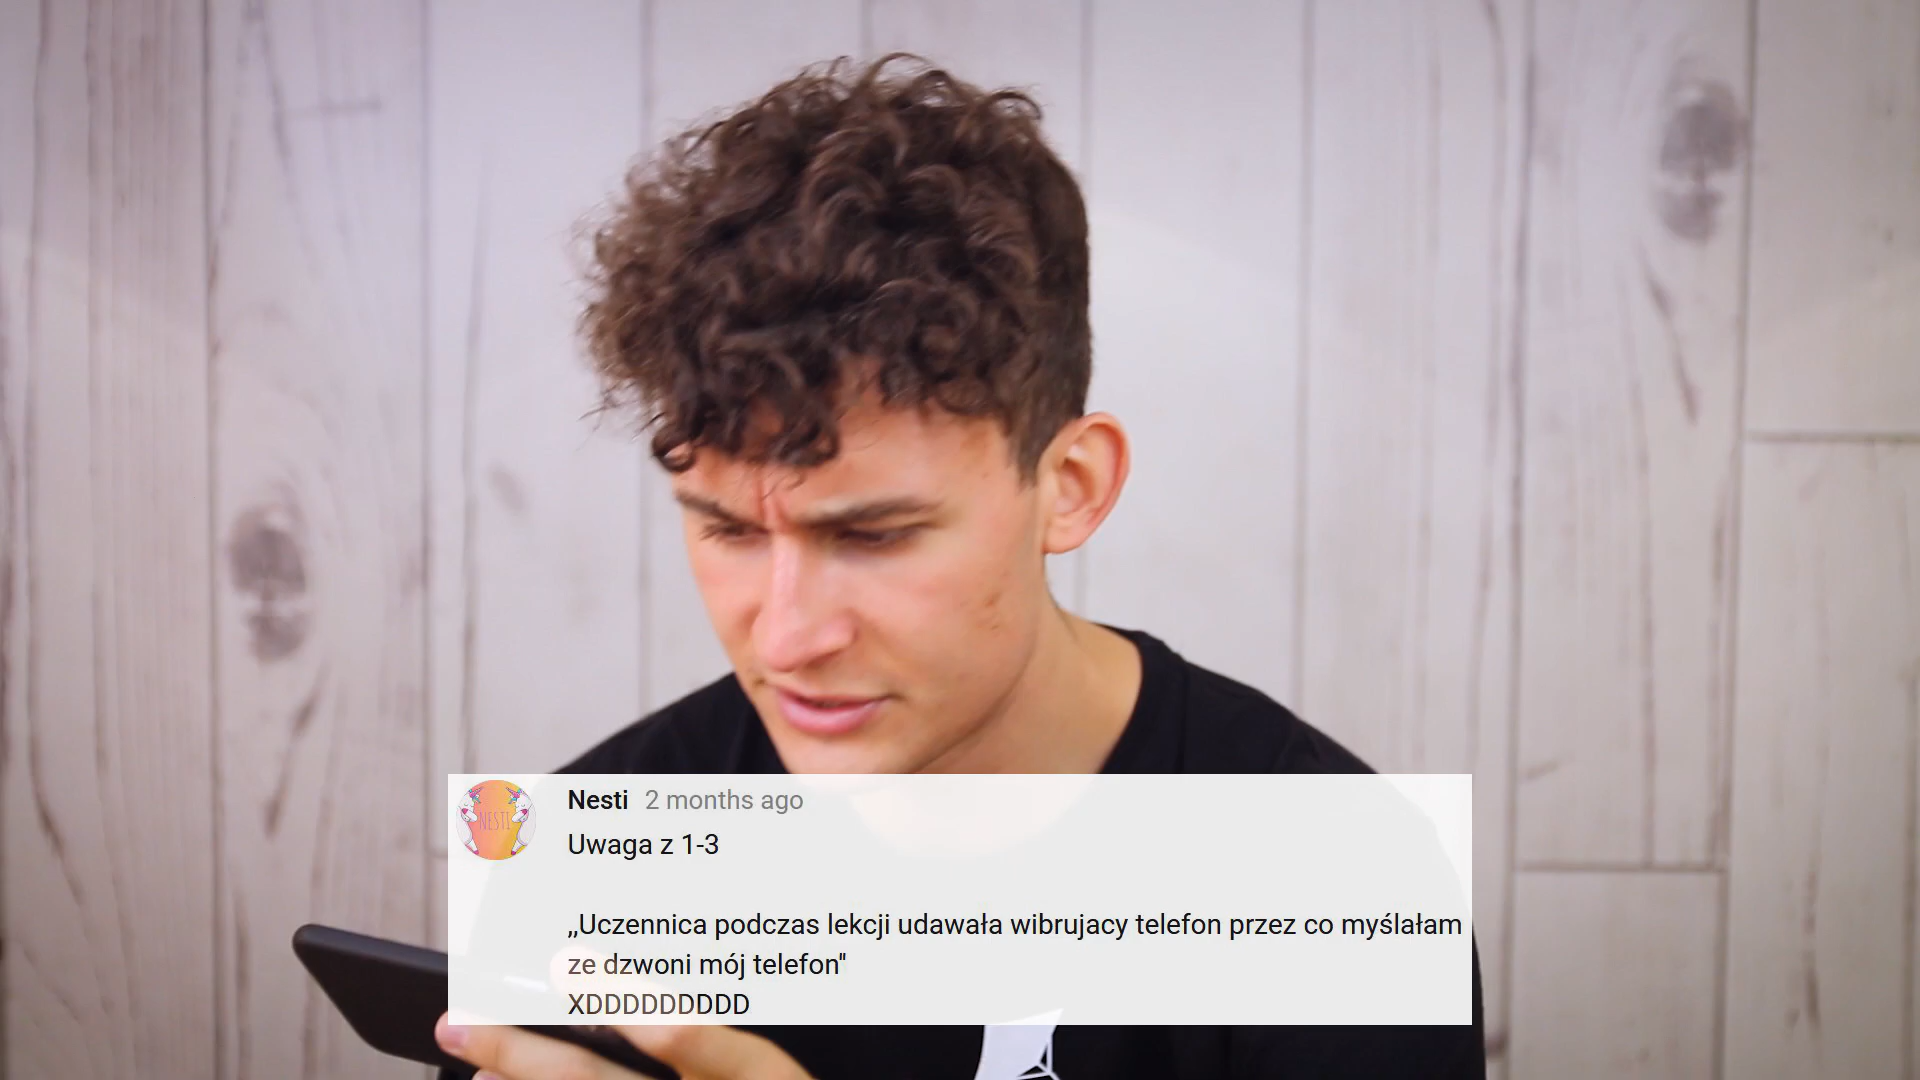 Nesti 2 months ago
NESTI
Uwaga z 1-3
,,Uczennica podczas lekcji udawała wibrujacy telefon przez co myślałam
ze dzwoni mój telefon"
XDDDDDDDDD